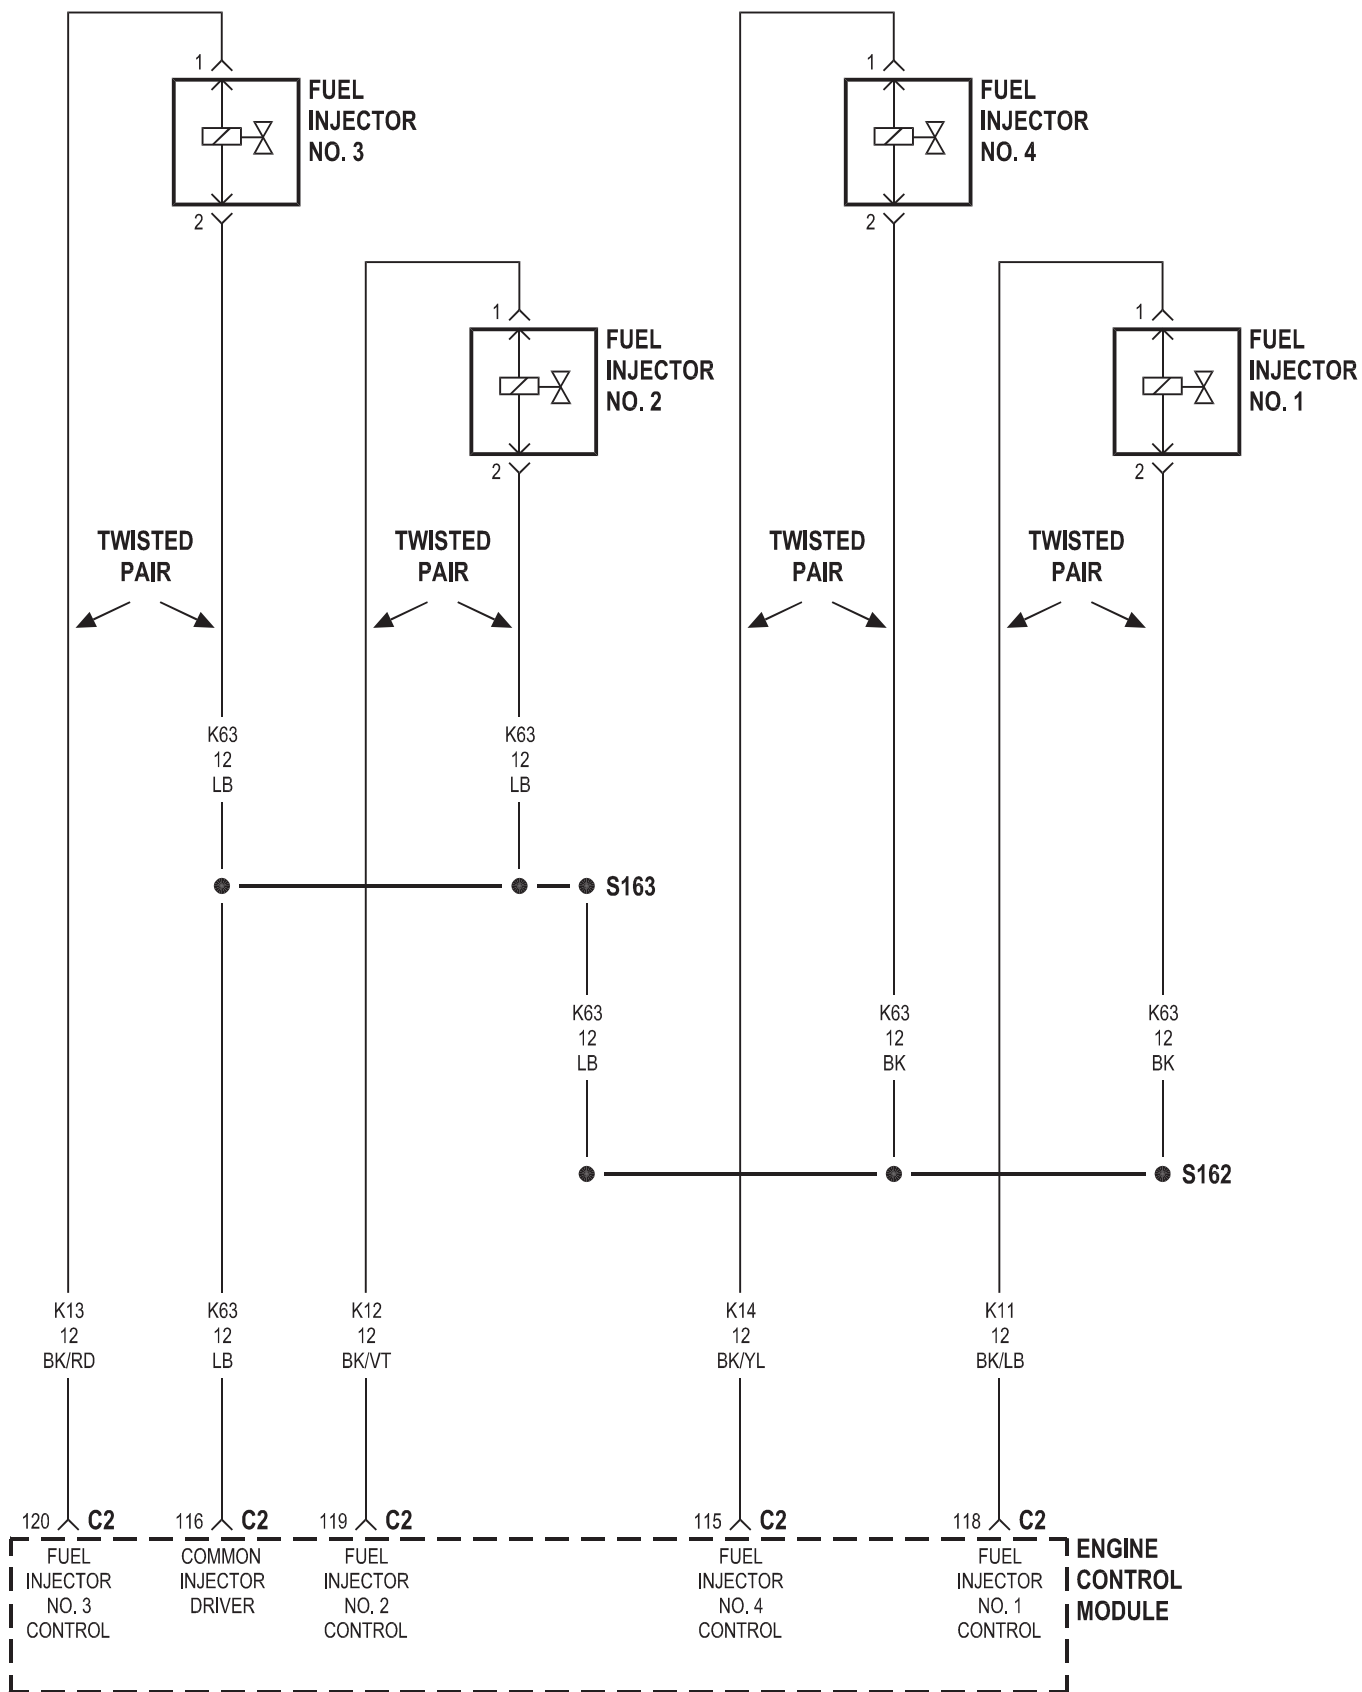 1
FUEL
INJECTOR
NO. 3
2
1
FUEL
INJECTOR
NO. 4
2
1
FUEL
INJECTOR
NO. 2
2
1
FUEL
INJECTOR
NO. 1
2
TWISTED
PAIR
TWISTED
PAIR
TWISTED
PAIR
TWISTED
PAIR
K63
12
LB
K63
12
LB
S163
K63
12
LB
K63
12
BK
K63
12
BK
S162
K13
12
BK/RD
K63
12
LB
K12
12
BK/VT
K14
12
BK/YL
K11
12
BK/LB
120 C2
116 C2
119 C2
115 C2
118 C2
FUEL
INJECTOR
NO. 3
CONTROL
COMMON
INJECTOR
DRIVER
FUEL
INJECTOR
NO. 2
CONTROL
FUEL
INJECTOR
NO. 4
CONTROL
FUEL
INJECTOR
NO. 1
CONTROL
ENGINE
CONTROL
MODULE